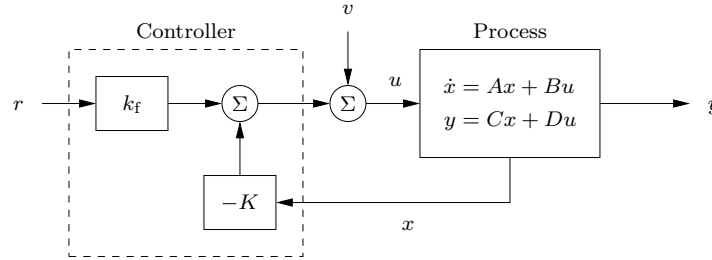 v
Controller
Process
r
k_f
Σ
Σ
u
ẋ = Ax + Bu
y = Cx + Du
y
−K
x